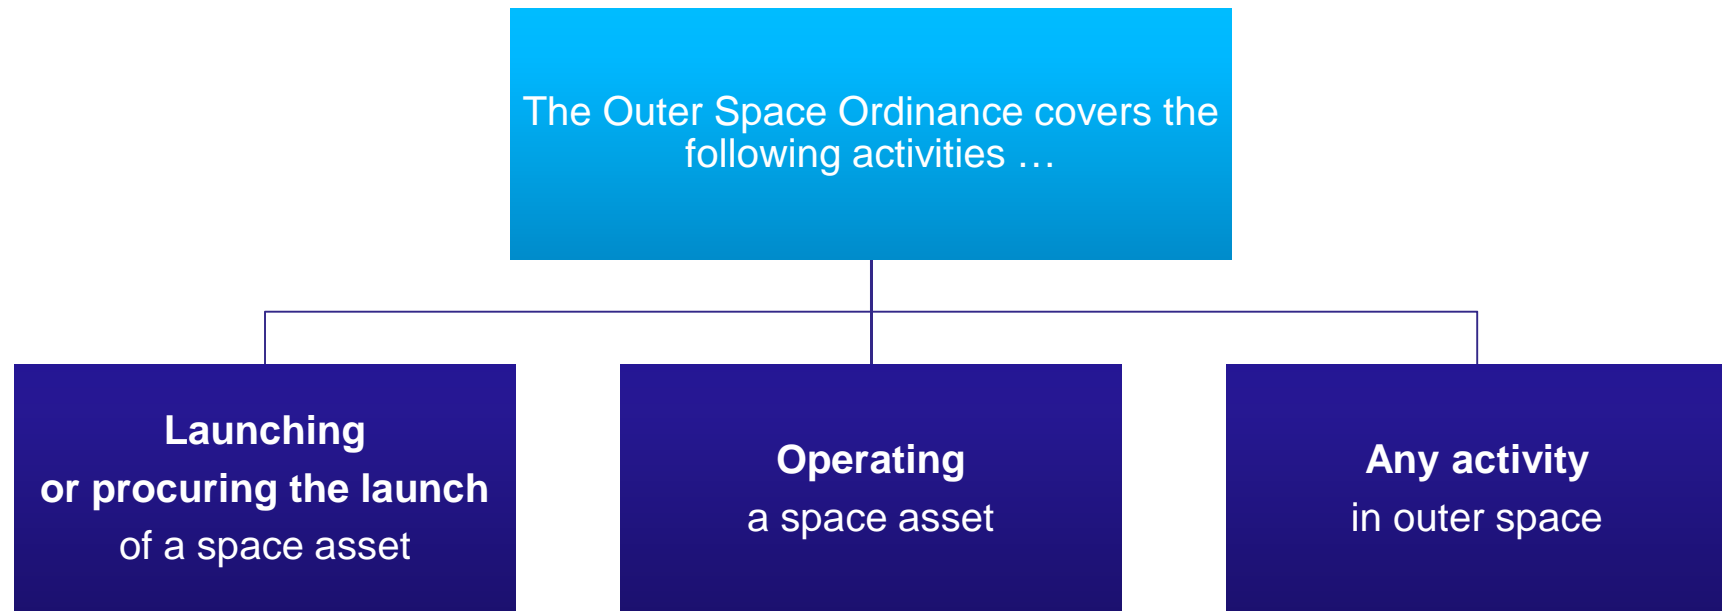 The Outer Space Ordinance covers the
following activities …
Launching
or procuring the launch
of a space asset
Operating
a space asset
Any activity
in outer space